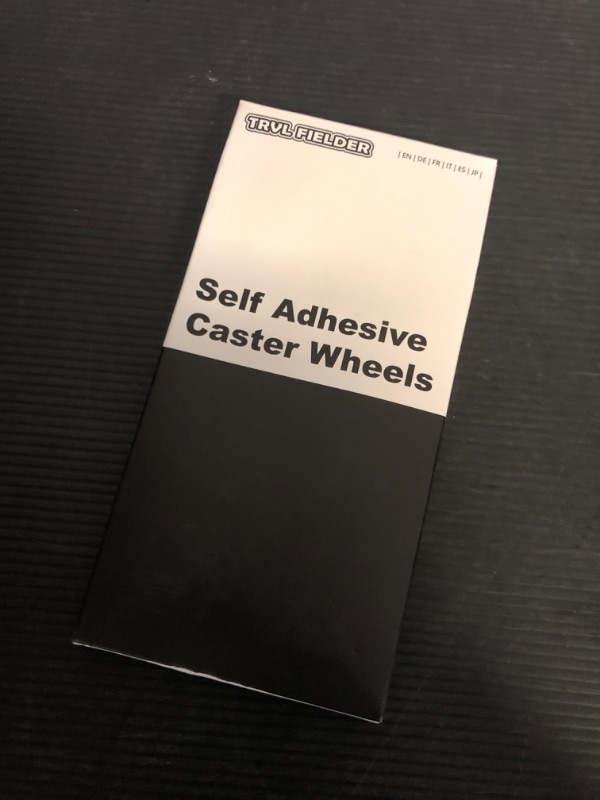 TRVL FIELDER
| EN | DE | FR | IT | ES | JP |
Self Adhesive
Caster Wheels